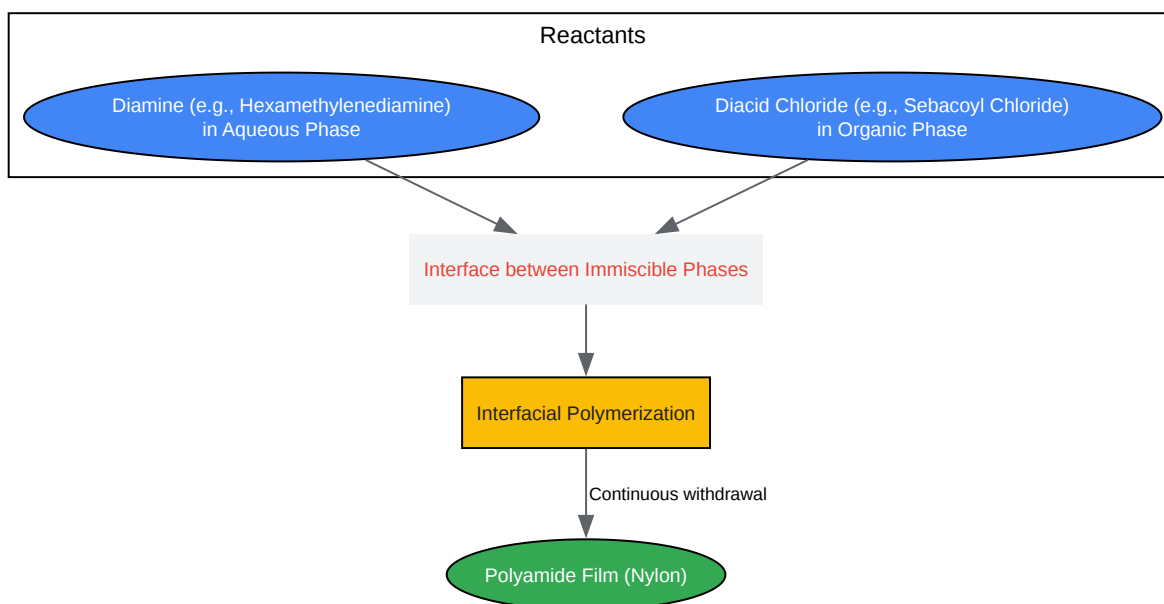 Reactants
Diamine (e.g., Hexamethylenediamine)
in Aqueous Phase
Diacid Chloride (e.g., Sebacoyl Chloride)
in Organic Phase
Interface between Immiscible Phases
Interfacial Polymerization
Continuous withdrawal
Polyamide Film (Nylon)